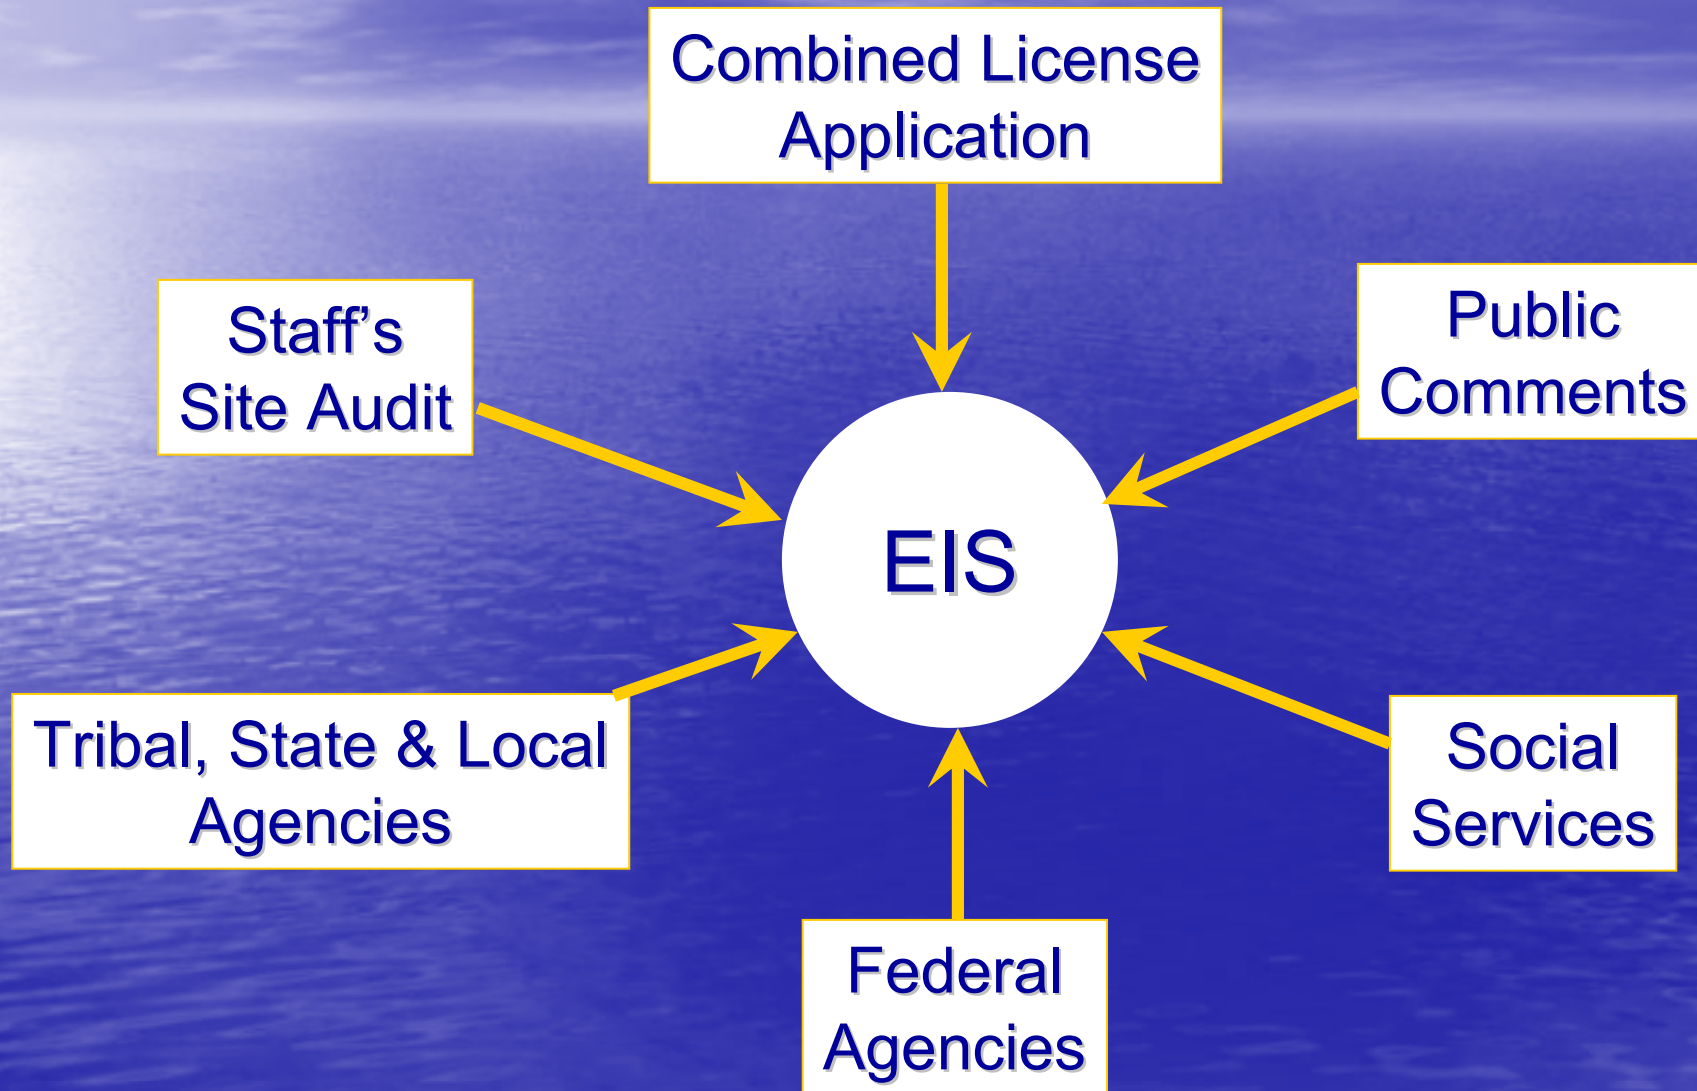 Combined License
Application
Staff’s
Site Audit
Public
Comments
EIS
Tribal, State & Local
Agencies
Social
Services
Federal
Agencies